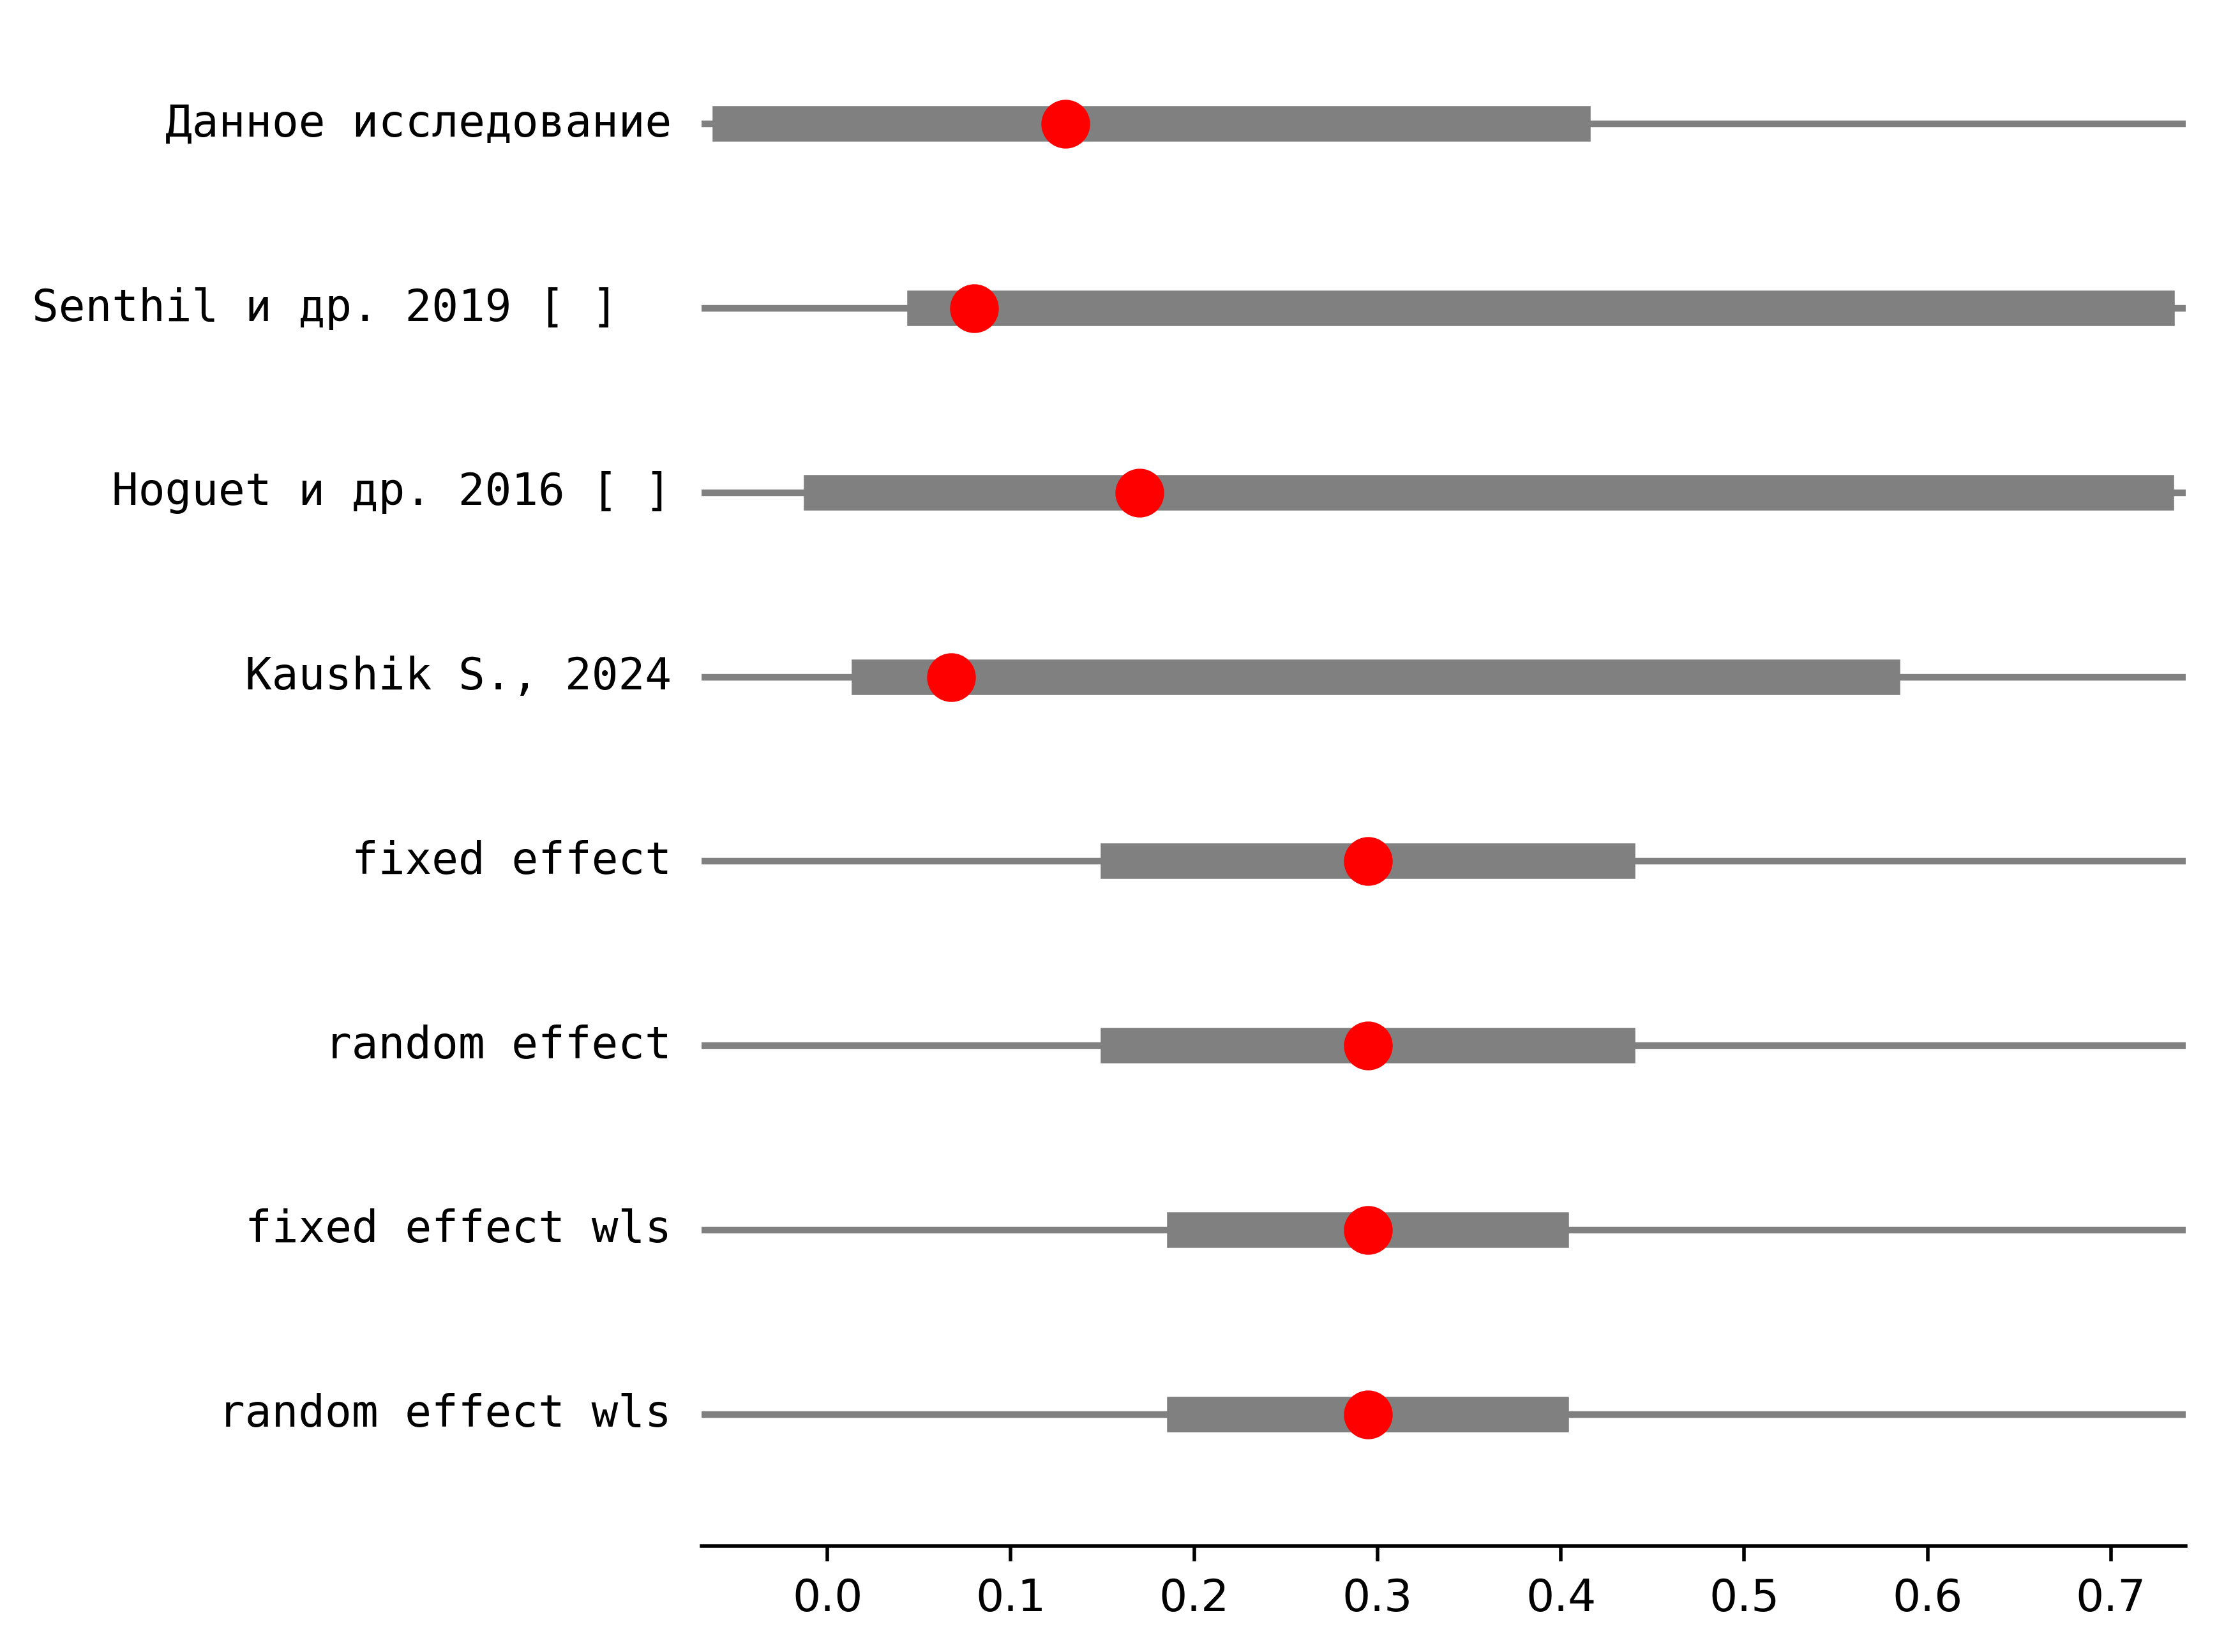 Данное исследование
Senthil и др. 2019 [ ]
Hoguet и др. 2016 [ ]
Kaushik S., 2024
fixed effect
random effect
fixed effect wls
random effect wls
0.0 0.1 0.2 0.3 0.4 0.5 0.6 0.7